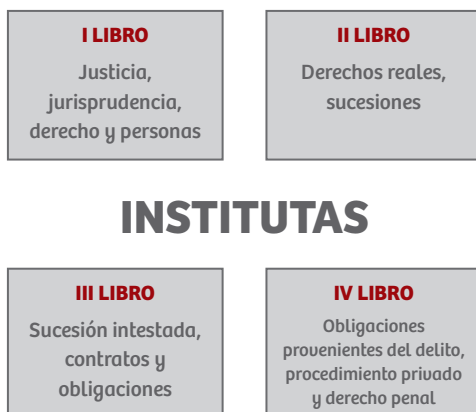 I LIBRO
Justicia,
jurisprudencia,
derecho y personas
II LIBRO
Derechos reales,
sucesiones
INSTITUTAS
III LIBRO
Sucesión intestada,
contratos y
obligaciones
IV LIBRO
Obligaciones
provenientes del delito,
procedimiento privado
y derecho penal